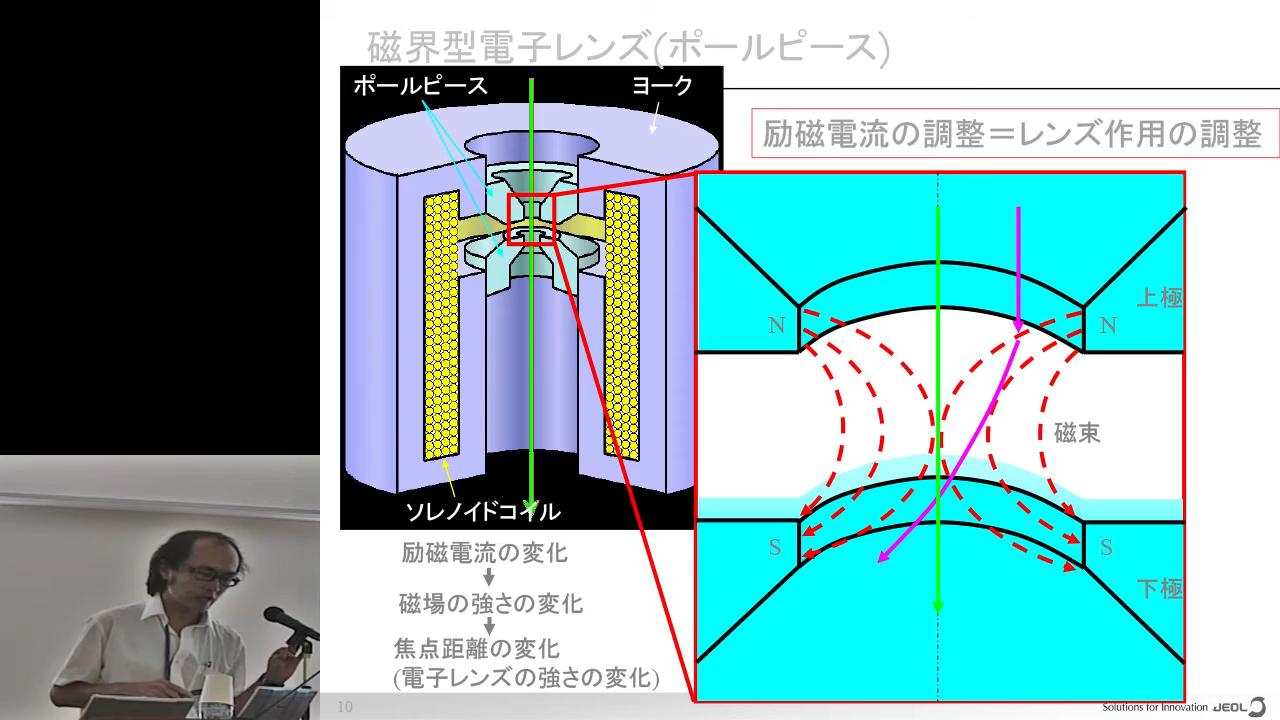 磁界型電子レンズ(ポールピース)
ポールピース
ヨーク
励磁電流の調整＝レンズ作用の調整
上極
N
N
磁束
S
S
下極
ソレノイドコイル
励磁電流の変化
磁場の強さの変化
焦点距離の変化
(電子レンズの強さの変化)
10
Solutions for Innovation JEOL